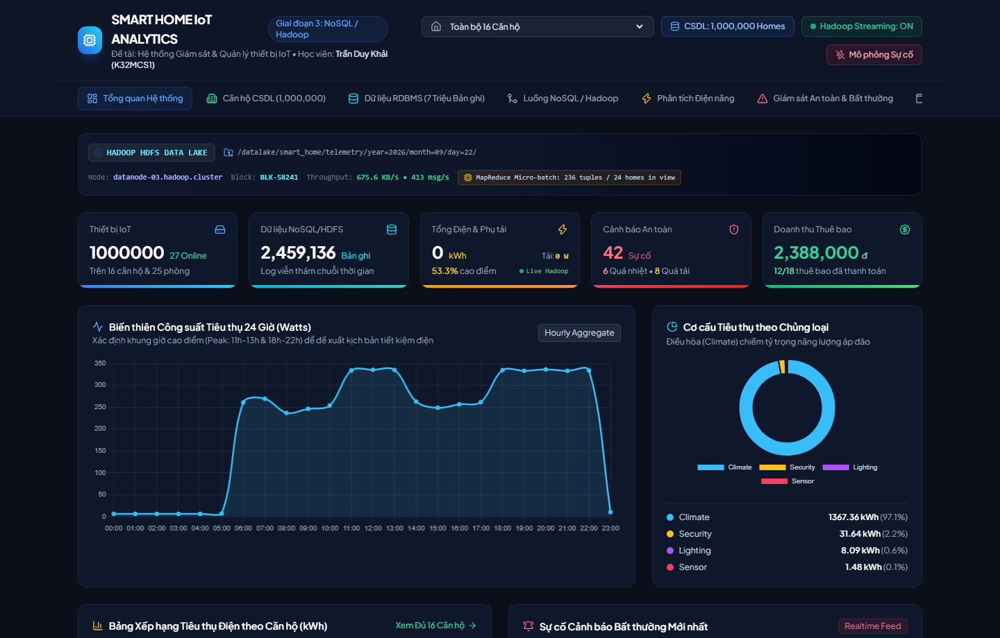 SMART HOME IoT
ANALYTICS
Giai đoạn 3: NoSQL /
Hadoop
Đề tài: Hệ thống Giám sát & Quản lý thiết bị IoT • Học viên: Trần Duy Khải
(K32MCS1)
Toàn bộ 16 Căn hộ
CSDL: 1,000,000 Homes
Hadoop Streaming: ON
Mô phỏng Sự cố
Tổng quan Hệ thống
Căn hộ CSDL (1,000,000)
Dữ liệu RDBMS (7 Triệu Bản ghi)
Luồng NoSQL / Hadoop
Phân tích Điện năng
Giám sát An toàn & Bất thường
HADOOP HDFS DATA LAKE
/datalake/smart_home/telemetry/year=2026/month=09/day=22/
Node: datanode-03.hadoop.cluster Block: BLK-58241 Throughput: 675.6 KB/s • 413 msg/s
MapReduce Micro-batch: 236 tuples / 24 homes in view
Thiết bị IoT
1000000 27 Online
Trên 16 căn hộ & 25 phòng
Dữ liệu NoSQL/HDFS
2,459,136 Bản ghi
Log viễn thám chuỗi thời gian
Tổng Điện & Phụ tải
0 kWh Tải: 0 W
53.3% cao điểm • Live Hadoop
Cảnh báo An toàn
42 Sự cố
6 Quá nhiệt • 8 Quá tải
Doanh thu Thuê bao
2,388,000 đ
12/18 thuê bao đã thanh toán
Biến thiên Công suất Tiêu thụ 24 Giờ (Watts)
Xác định khung giờ cao điểm (Peak: 11h-13h & 18h-22h) để đề xuất kịch bản tiết kiệm điện
Hourly Aggregate
350
300
250
200
150
100
50
0
00:00 01:00 02:00 03:00 04:00 05:00 06:00 07:00 08:00 09:00 10:00 11:00 12:00 13:00 14:00 15:00 16:00 17:00 18:00 19:00 20:00 21:00 22:00 23:00
Cơ cấu Tiêu thụ theo Chủng loại
Điều hòa (Climate) chiếm tỷ trọng năng lượng áp đảo
Climate Security Lighting
Sensor
Climate 1367.36 kWh (97.1%)
Security 31.64 kWh (2.2%)
Lighting 8.09 kWh (0.6%)
Sensor 1.48 kWh (0.1%)
Bảng Xếp hạng Tiêu thụ Điện theo Căn hộ (kWh)
Xem Đủ 16 Căn hộ →
Sự cố Cảnh báo Bất thường Mới nhất
Realtime Feed